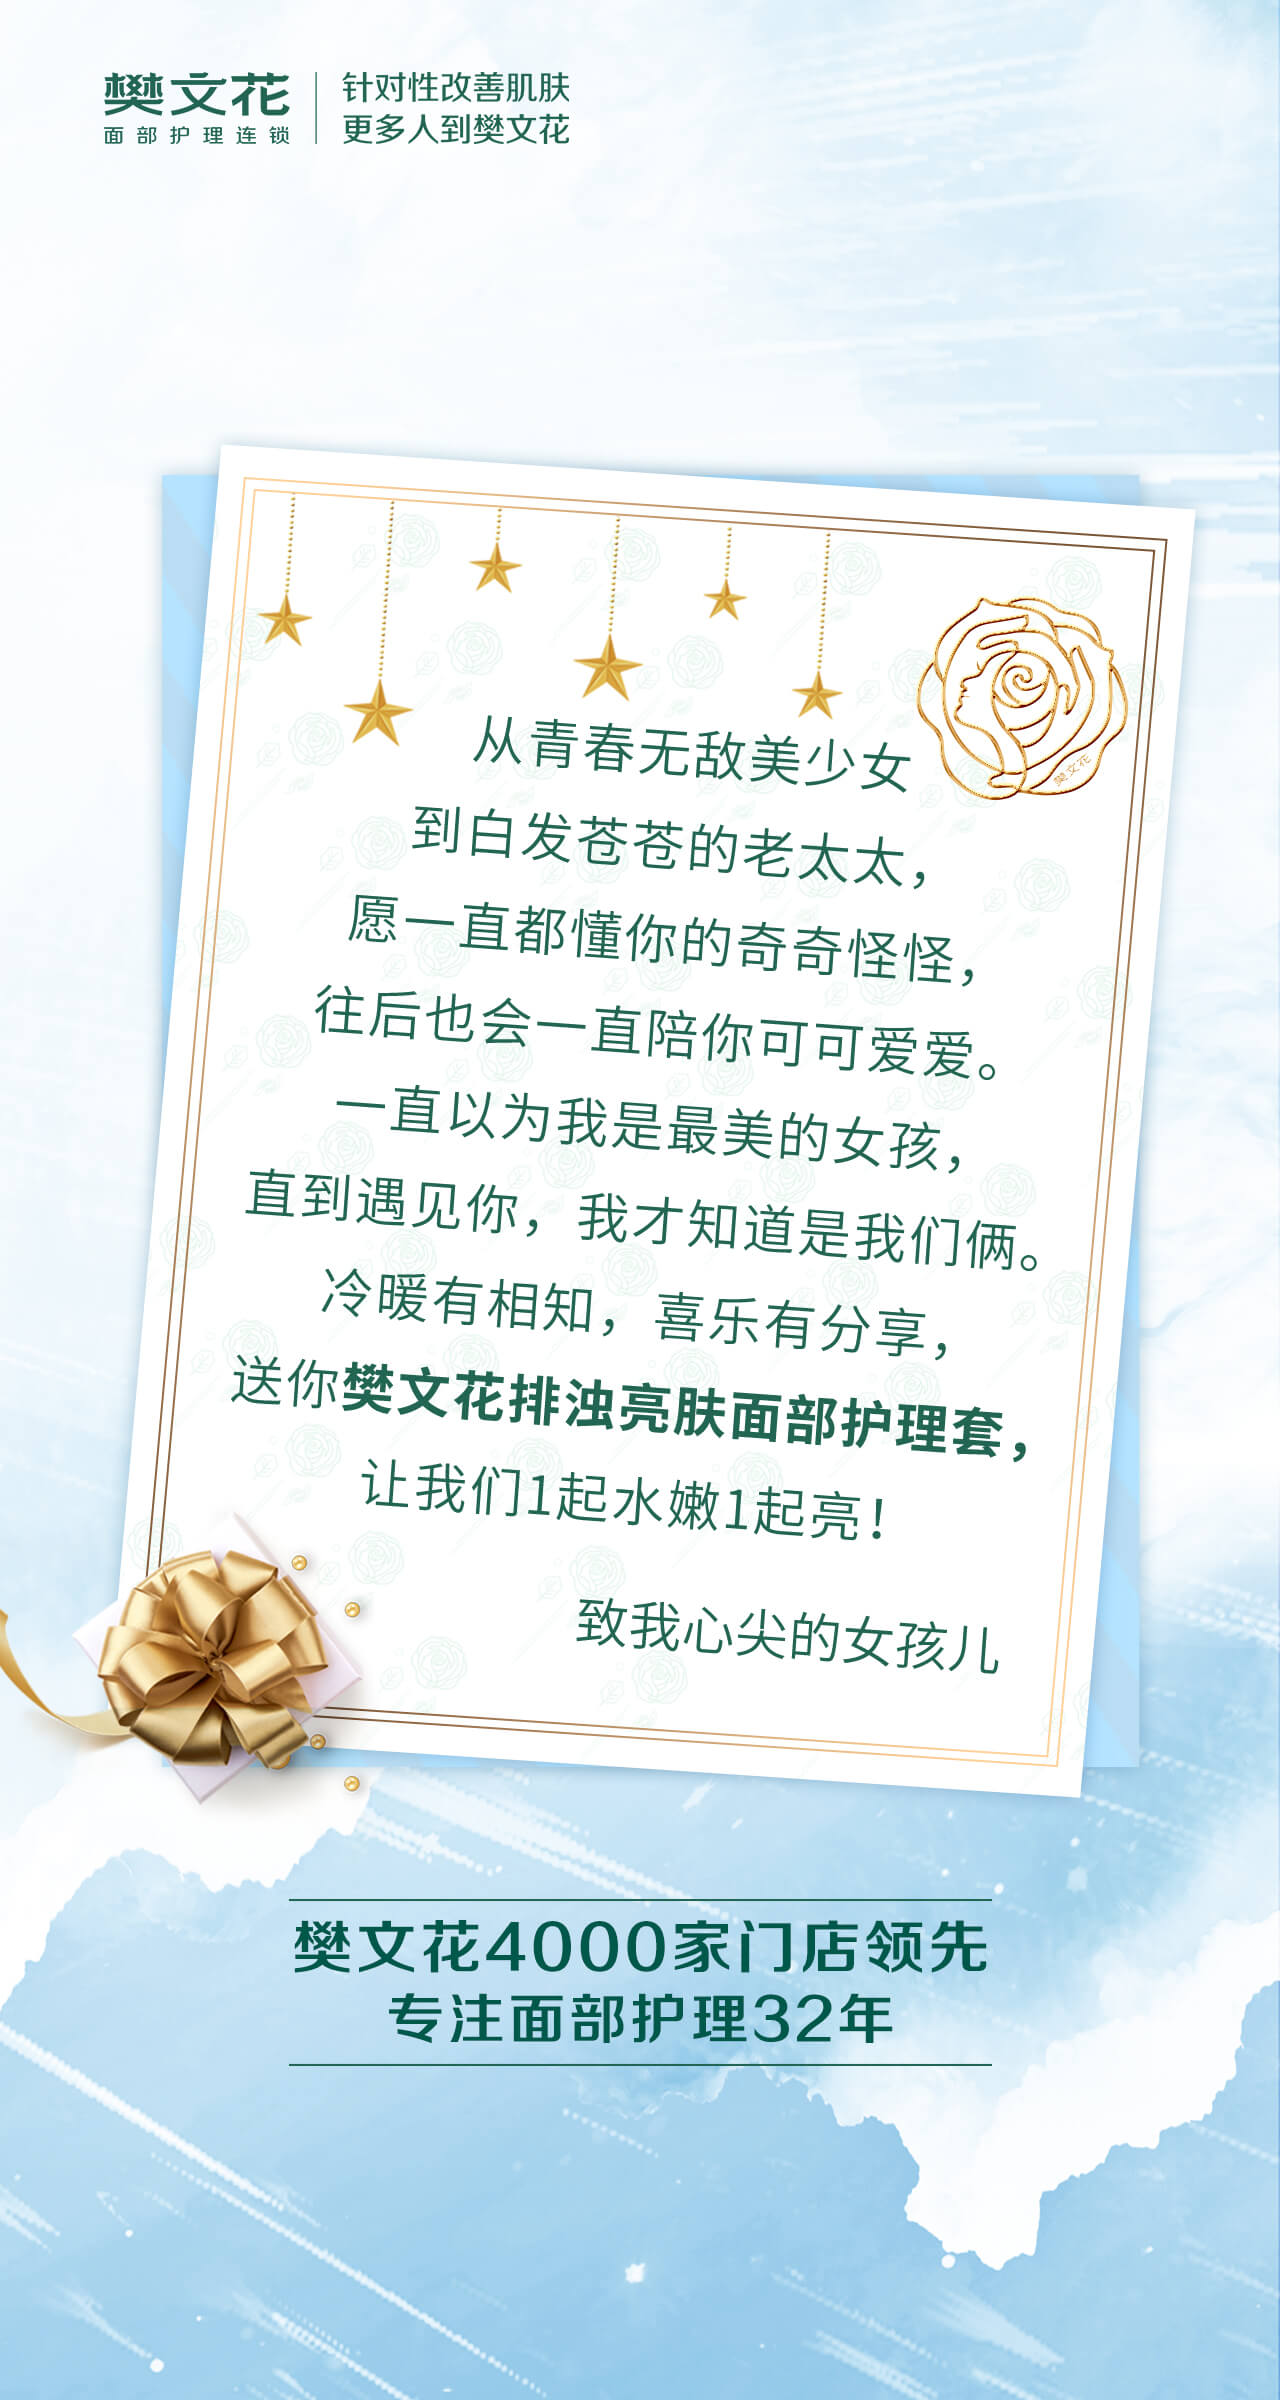 樊文花
面部护理连锁
针对性改善肌肤
更多人到樊文花
樊文花
从青春无敌美少女
到白发苍苍的老太太，
愿一直都懂你的奇奇怪怪，
往后也会一直陪你可可爱爱。
一直以为我是最美的女孩，
直到遇见你，我才知道是我们俩。
冷暖有相知，喜乐有分享，
送你樊文花排浊亮肤面部护理套，
让我们1起水嫩1起亮！
致我心尖的女孩儿
樊文花4000家门店领先
专注面部护理32年